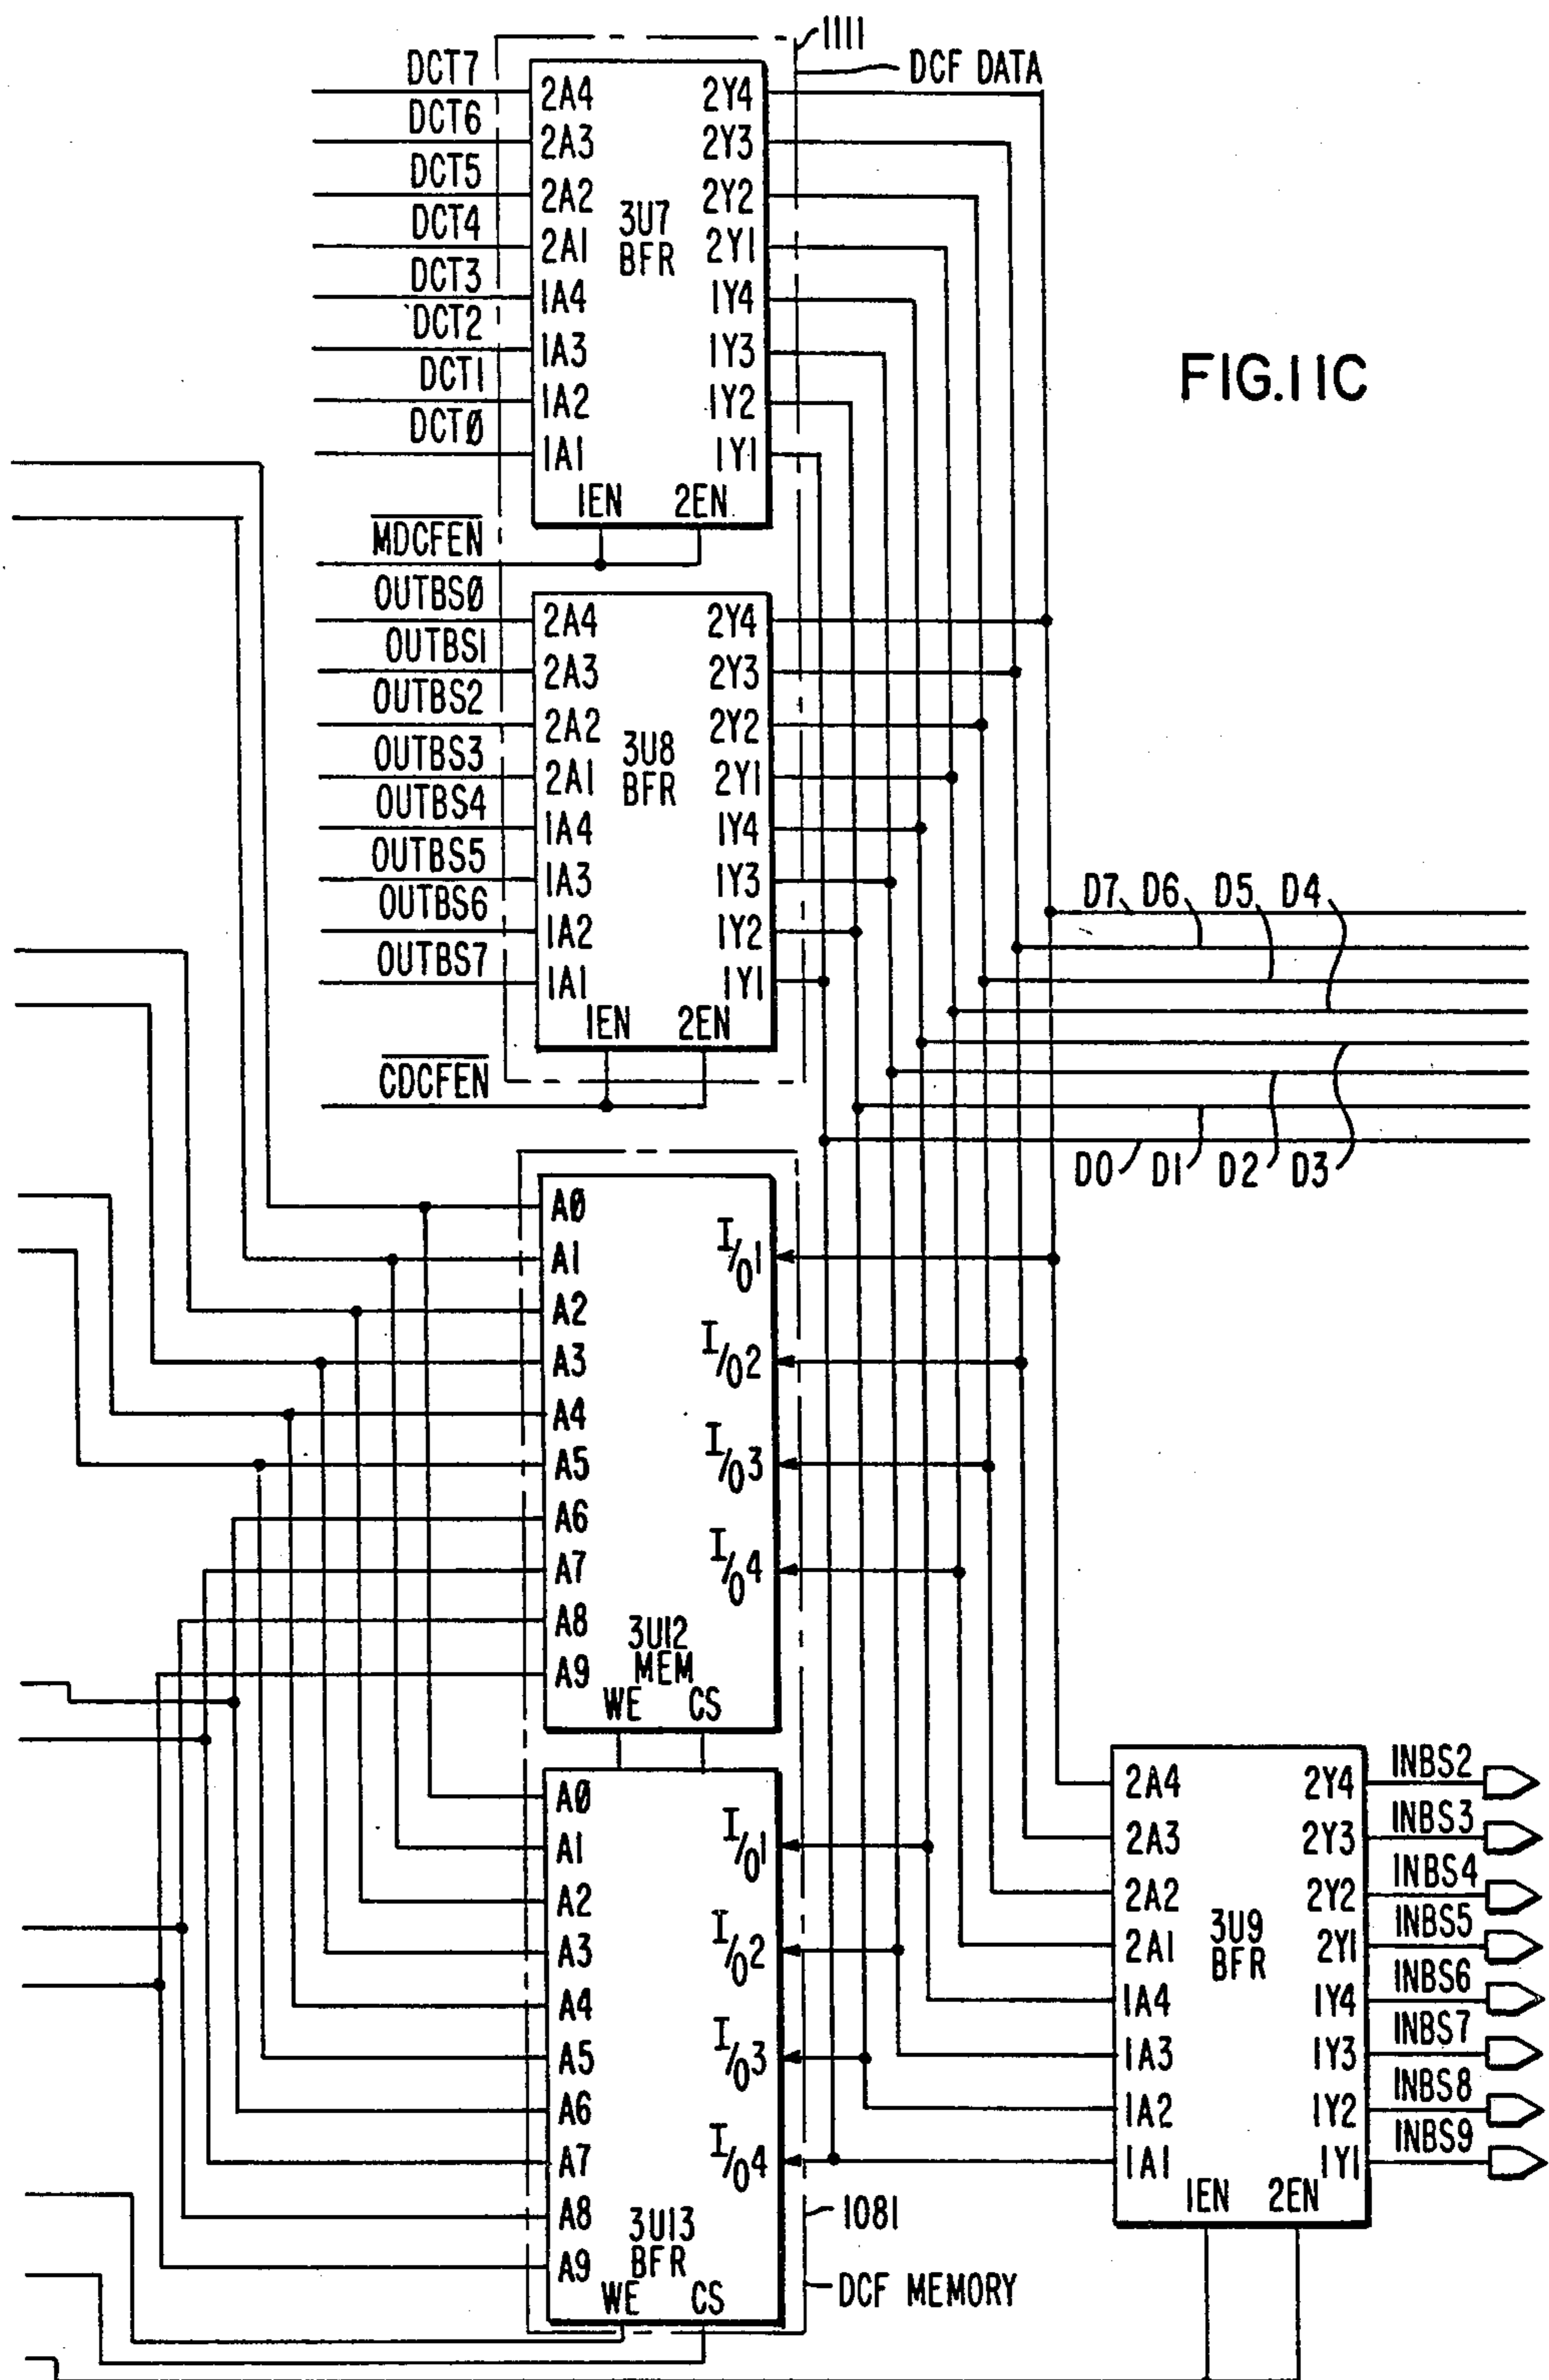 1111
DCF DATA
FIG.11C
DCT7
DCT6
DCT5
DCT4
DCT3
DCT2
DCT1
DCTØ
2A4 2Y4
2A3 2Y3
2A2 2Y2
2A1 2Y1
1A4 1Y4
1A3 1Y3
1A2 1Y2
1A1 1Y1
3U7
BFR
1EN 2EN
MDCFEN
OUTBSØ
OUTBS1
OUTBS2
OUTBS3
OUTBS4
OUTBS5
OUTBS6
OUTBS7
2A4 2Y4
2A3 2Y3
2A2 2Y2
2A1 2Y1
1A4 1Y4
1A3 1Y3
1A2 1Y2
1A1 1Y1
3U8
BFR
1EN 2EN
CDCFEN
D7 D6 D5 D4
D0 D1 D2 D3
AØ
A1
A2
A3
A4
A5
A6
A7
A8
A9
I/O1
I/O2
I/O3
I/O4
3U12
MEM
WE CS
AØ
A1
A2
A3
A4
A5
A6
A7
A8
A9
I/O1
I/O2
I/O3
I/O4
3U13
BFR
WE CS
1081
DCF MEMORY
2A4 2Y4
2A3 2Y3
2A2 2Y2
2A1 2Y1
1A4 1Y4
1A3 1Y3
1A2 1Y2
1A1 1Y1
3U9
BFR
1EN 2EN
INBS2
INBS3
INBS4
INBS5
INBS6
INBS7
INBS8
INBS9